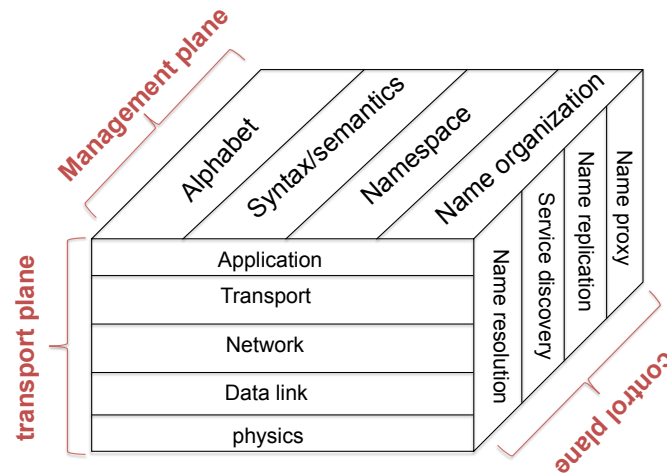 Management plane
Alphabet
Syntax/semantics
Namespace
Name organization
transport plane
Application
Transport
Network
Data link
physics
Name resolution
Service discovery
Name replication
Name proxy
control plane